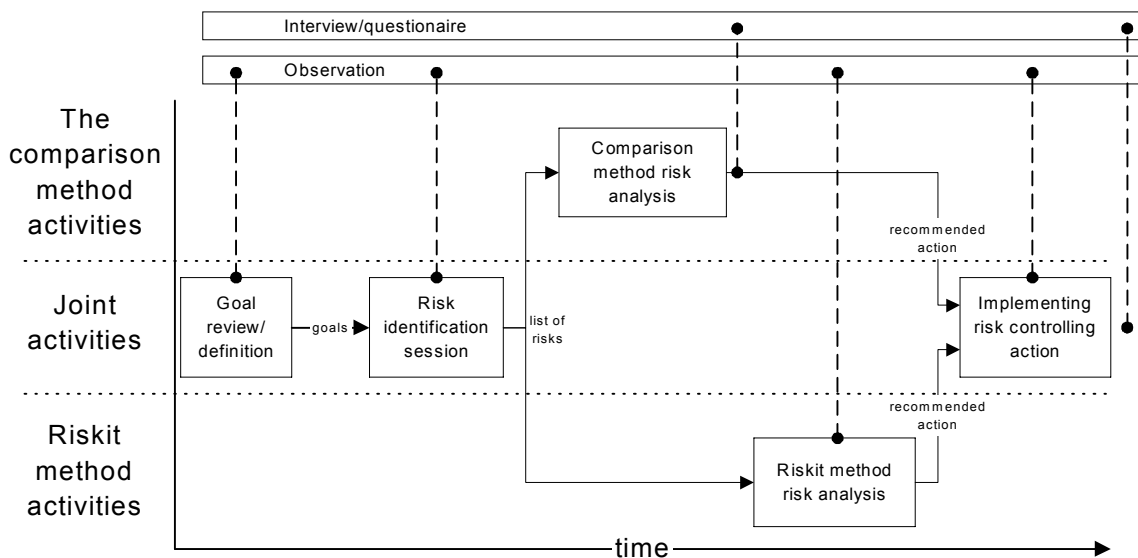 Interview/questionaire
Observation
The
comparison
method
activities
Comparison
method risk
analysis
recommended
action
Joint
activities
Goal
review/
definition
goals
Risk
identification
session
list of
risks
Implementing
risk controlling
action
recommended
action
Riskit
method
activities
Riskit method
risk analysis
time